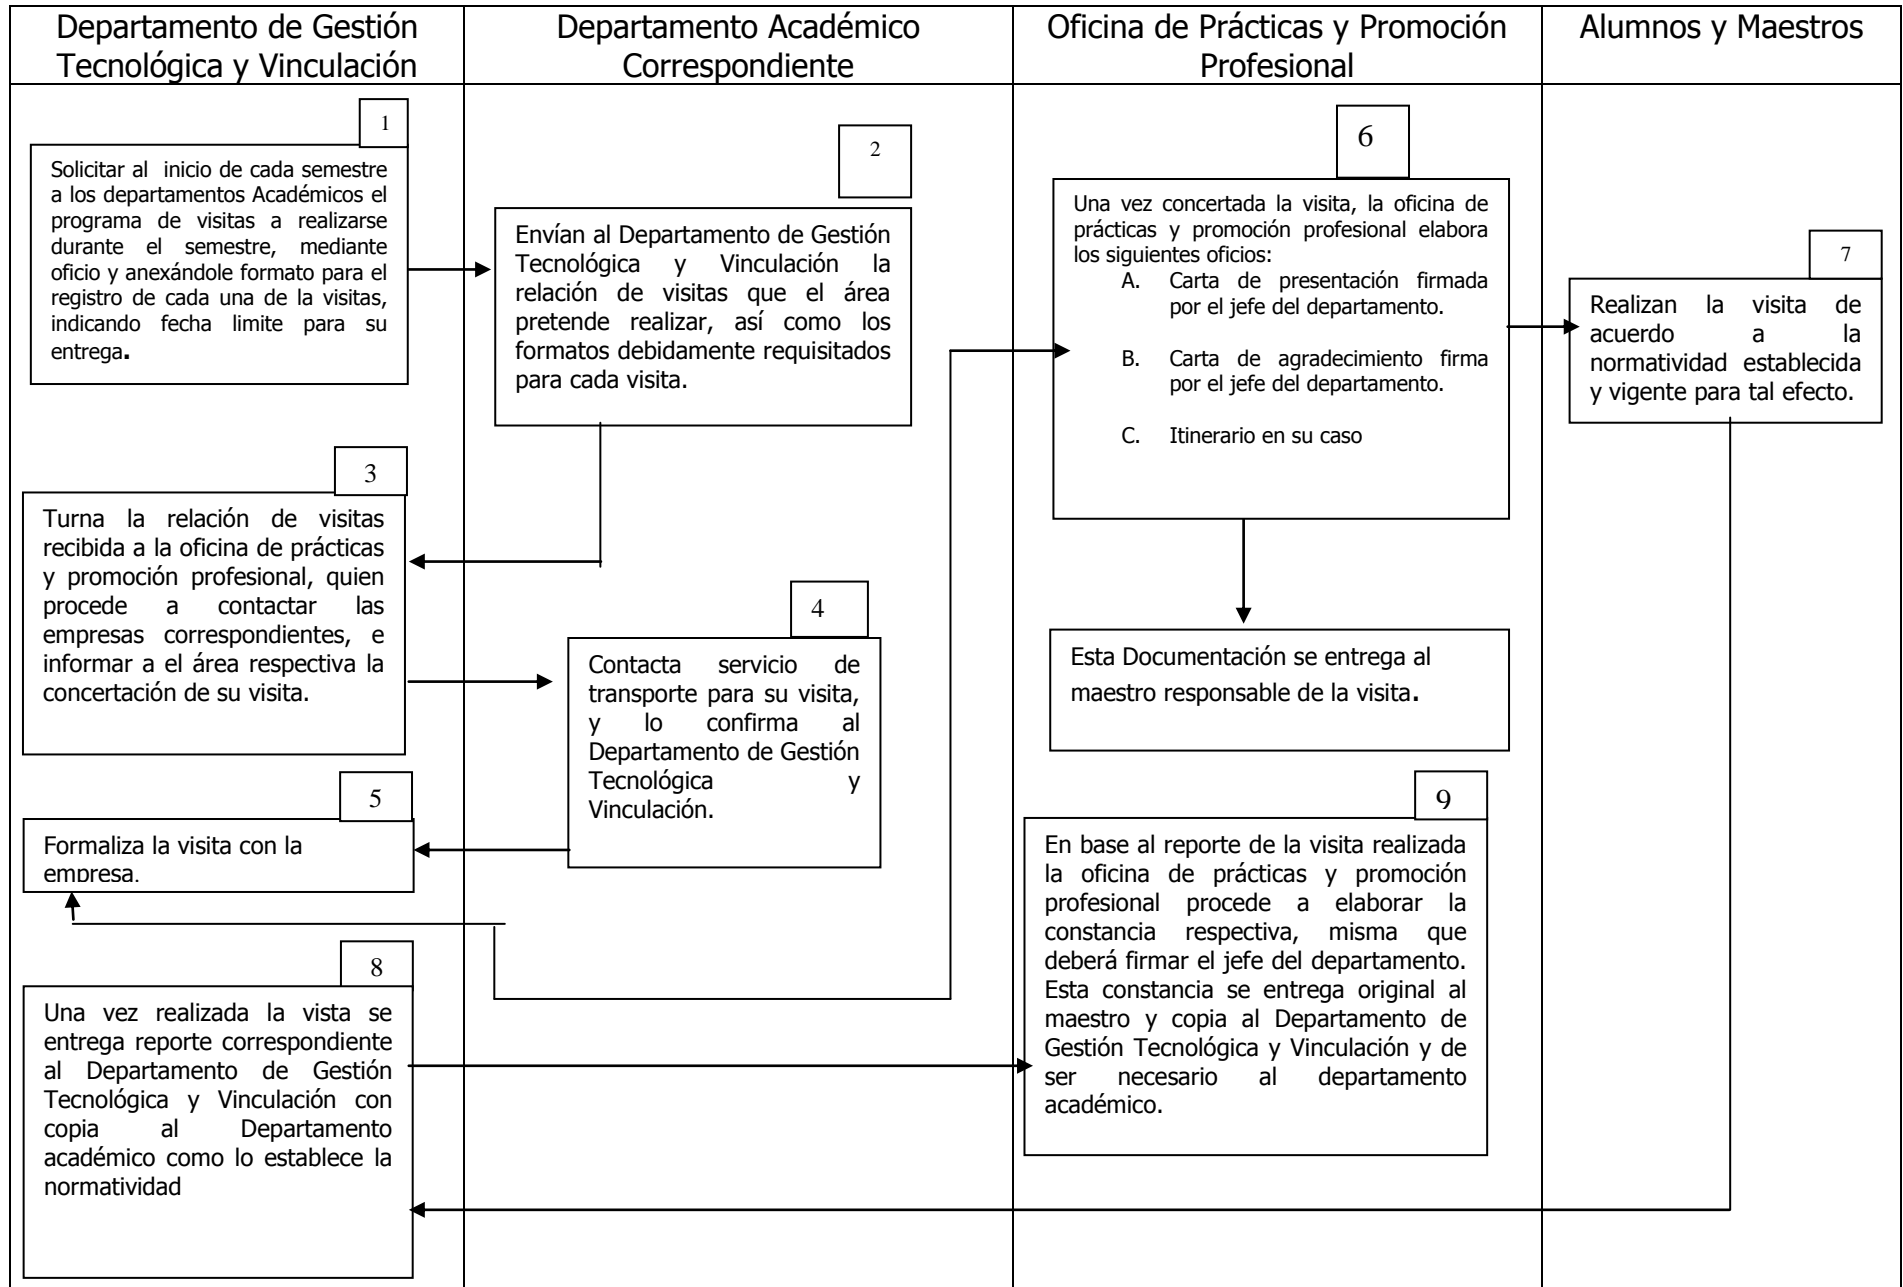 Departamento de Gestión
Tecnológica y Vinculación
Departamento Académico
Correspondiente
Oficina de Prácticas y Promoción
Profesional
Alumnos y Maestros
1
Solicitar al inicio de cada semestre
a los departamentos Académicos el
programa de visitas a realizarse
durante el semestre, mediante
oficio y anexándole formato para el
registro de cada una de la visitas,
indicando fecha limite para su
entrega.
2
Envían al Departamento de Gestión
Tecnológica y Vinculación la
relación de visitas que el área
pretende realizar, así como los
formatos debidamente requisitados
para cada visita.
3
Turna la relación de visitas
recibida a la oficina de prácticas
y promoción profesional, quien
procede a contactar las
empresas correspondientes, e
informar a el área respectiva la
concertación de su visita.
4
Contacta servicio de
transporte para su visita,
y lo confirma al
Departamento de Gestión
Tecnológica y
Vinculación.
5
Formaliza la visita con la
empresa.
6
Una vez concertada la visita, la oficina de
prácticas y promoción profesional elabora
los siguientes oficios:
A. Carta de presentación firmada
por el jefe del departamento.
B. Carta de agradecimiento firma
por el jefe del departamento.
C. Itinerario en su caso
Esta Documentación se entrega al
maestro responsable de la visita.
7
Realizan la visita de
acuerdo a la
normatividad establecida
y vigente para tal efecto.
8
Una vez realizada la vista se
entrega reporte correspondiente
al Departamento de Gestión
Tecnológica y Vinculación con
copia al Departamento
académico como lo establece la
normatividad
9
En base al reporte de la visita realizada
la oficina de prácticas y promoción
profesional procede a elaborar la
constancia respectiva, misma que
deberá firmar el jefe del departamento.
Esta constancia se entrega original al
maestro y copia al Departamento de
Gestión Tecnológica y Vinculación y de
ser necesario al departamento
académico.